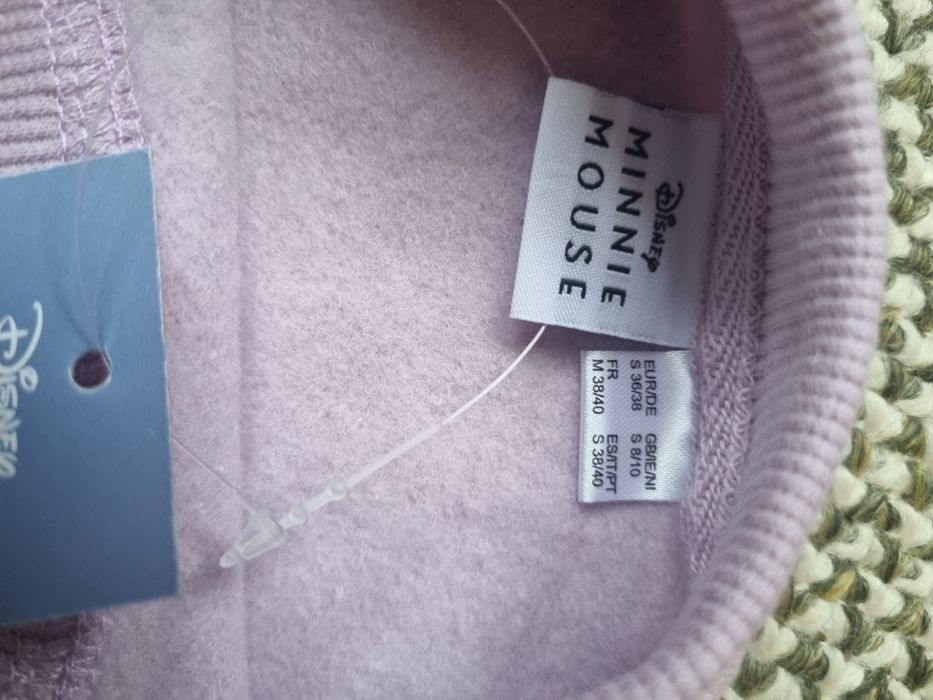 Disney
Disney
MINNIE
MOUSE
EUR/DE GB/IE/NI
S 36/38 S 8/10
FR ES/IT/PT
M 38/40 S 38/40